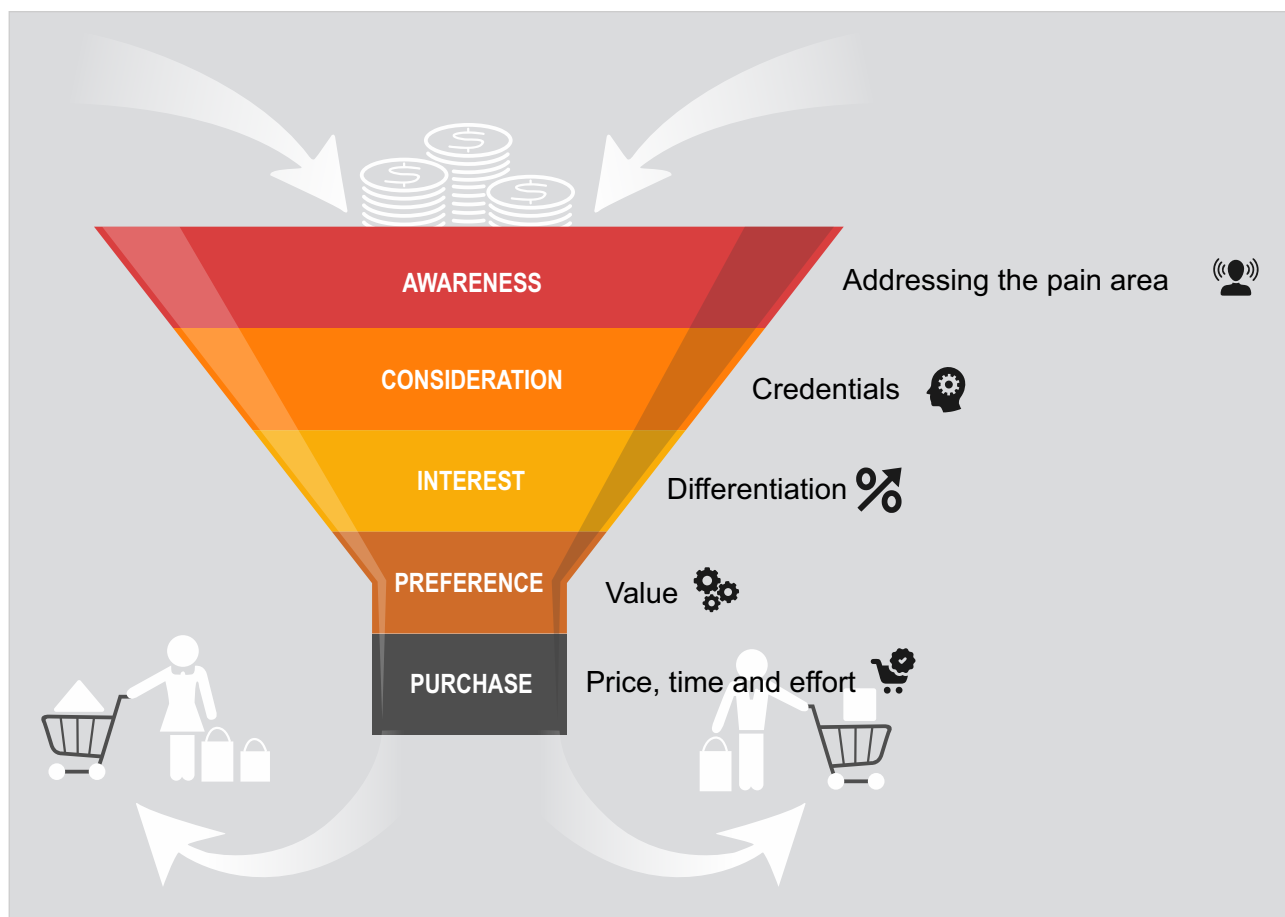 AWARENESS
Addressing the pain area
CONSIDERATION
Credentials
INTEREST
Differentiation
PREFERENCE
Value
PURCHASE
Price, time and effort